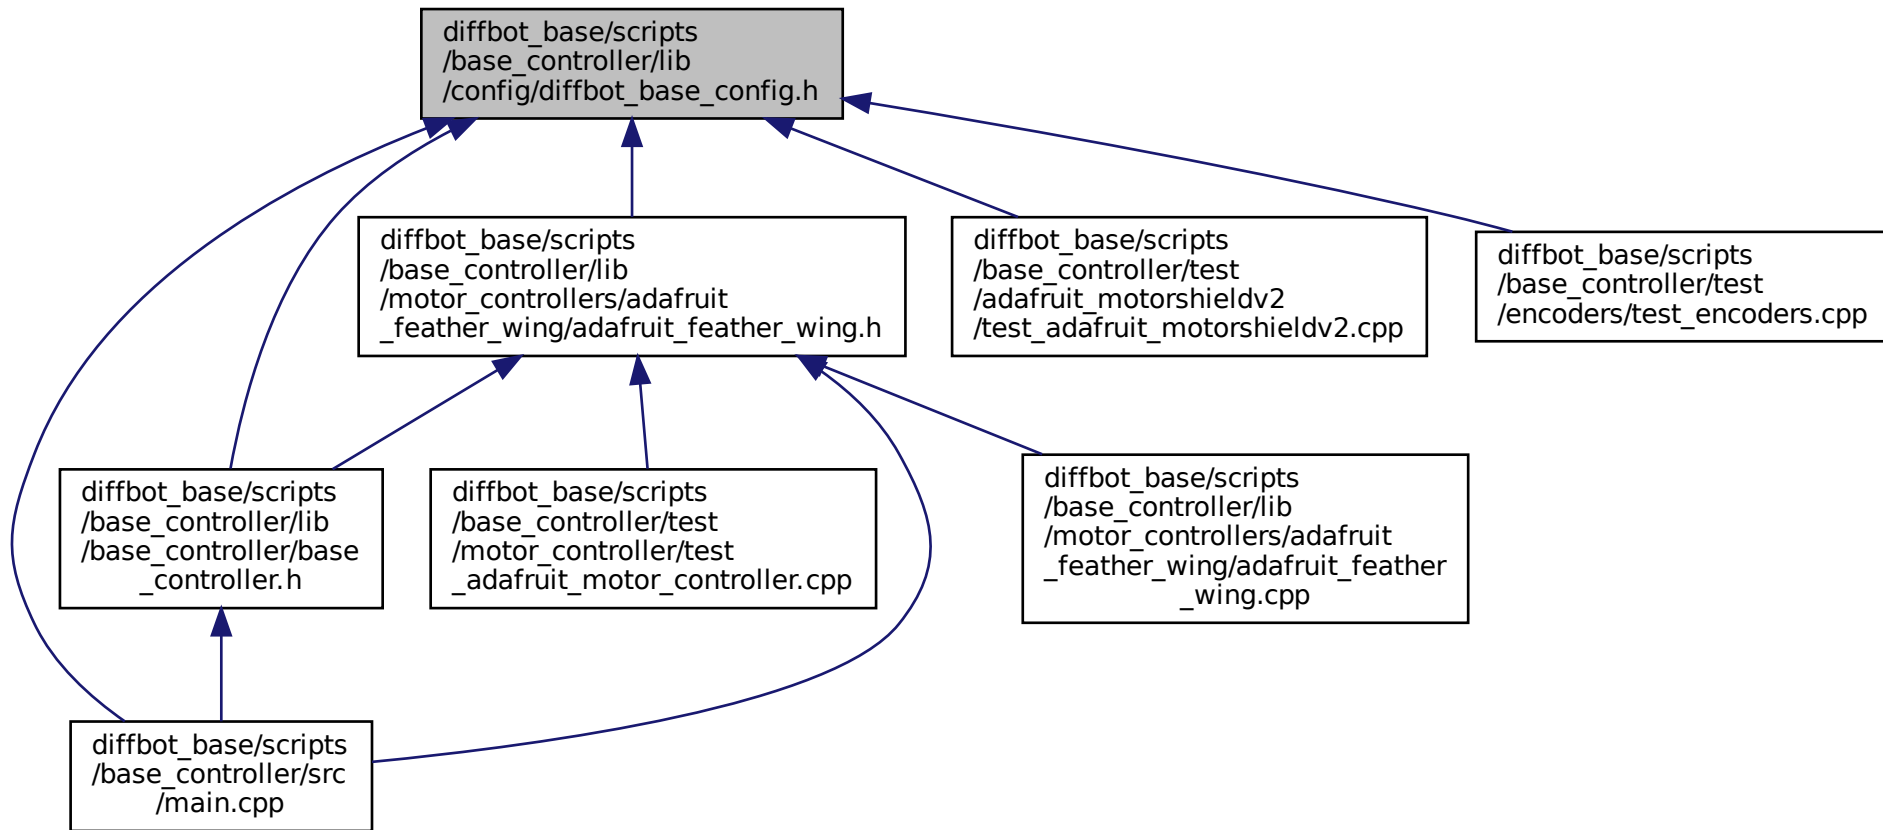 diffbot_base/scripts
/base_controller/lib
/config/diffbot_base_config.h
diffbot_base/scripts
/base_controller/lib
/motor_controllers/adafruit
_feather_wing/adafruit_feather_wing.h
diffbot_base/scripts
/base_controller/test
/adafruit_motorshieldv2
/test_adafruit_motorshieldv2.cpp
diffbot_base/scripts
/base_controller/test
/encoders/test_encoders.cpp
diffbot_base/scripts
/base_controller/lib
/base_controller/base
_controller.h
diffbot_base/scripts
/base_controller/test
/motor_controller/test
_adafruit_motor_controller.cpp
diffbot_base/scripts
/base_controller/lib
/motor_controllers/adafruit
_feather_wing/adafruit_feather
_wing.cpp
diffbot_base/scripts
/base_controller/src
/main.cpp